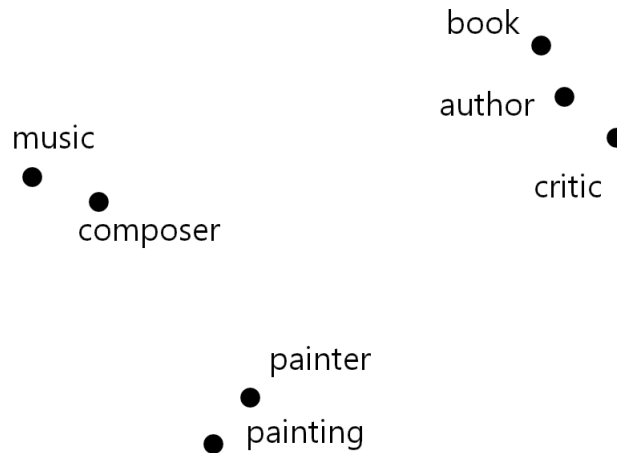 book
author
music
critic
composer
painter
painting